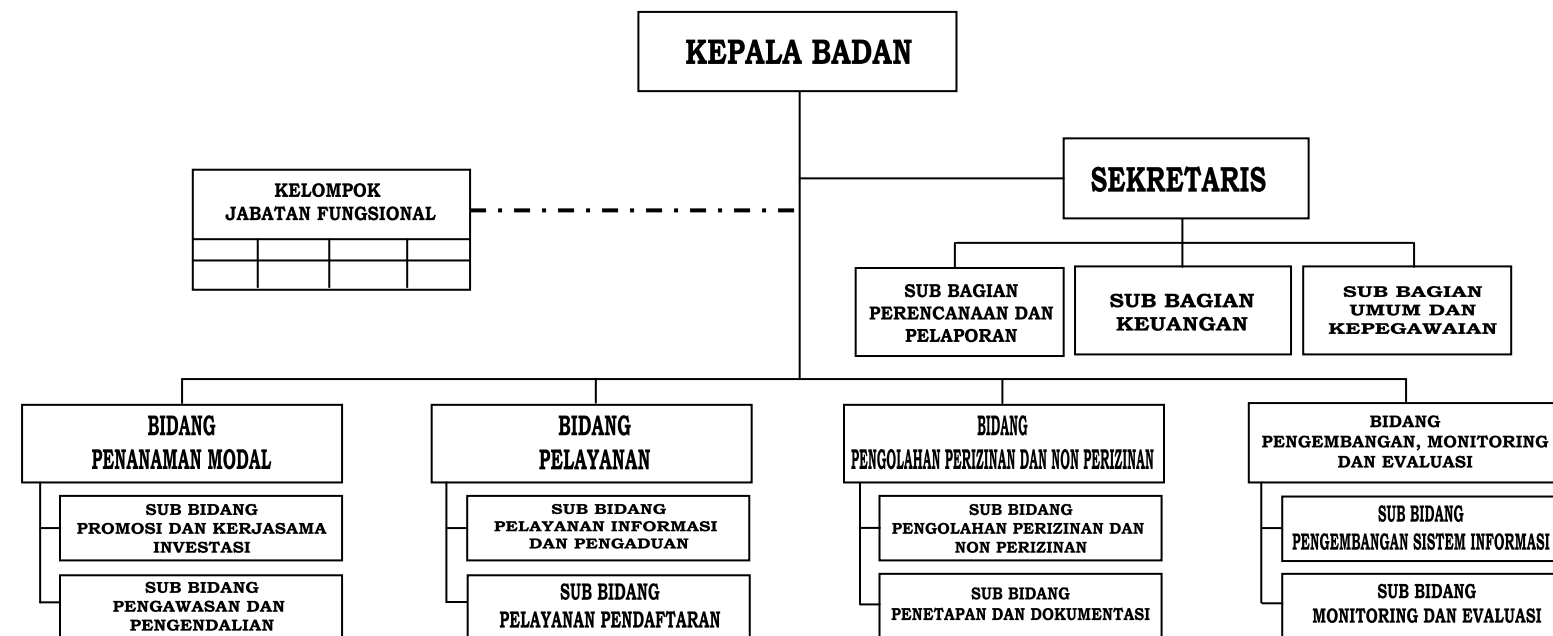 KEPALA BADAN
SEKRETARIS
KELOMPOK
JABATAN FUNGSIONAL
SUB BAGIAN
PERENCANAAN DAN
PELAPORAN
SUB BAGIAN
KEUANGAN
SUB BAGIAN
UMUM DAN
KEPEGAWAIAN
BIDANG
PENANAMAN MODAL
BIDANG
PELAYANAN
BIDANG
PENGOLAHAN PERIZINAN DAN NON PERIZINAN
BIDANG
PENGEMBANGAN, MONITORING
DAN EVALUASI
SUB BIDANG
PROMOSI DAN KERJASAMA
INVESTASI
SUB BIDANG
PELAYANAN INFORMASI
DAN PENGADUAN
SUB BIDANG
PENGOLAHAN PERIZINAN DAN
NON PERIZINAN
SUB BIDANG
PENGEMBANGAN SISTEM INFORMASI
SUB BIDANG
PENGAWASAN DAN
PENGENDALIAN
SUB BIDANG
PELAYANAN PENDAFTARAN
SUB BIDANG
PENETAPAN DAN DOKUMENTASI
SUB BIDANG
MONITORING DAN EVALUASI